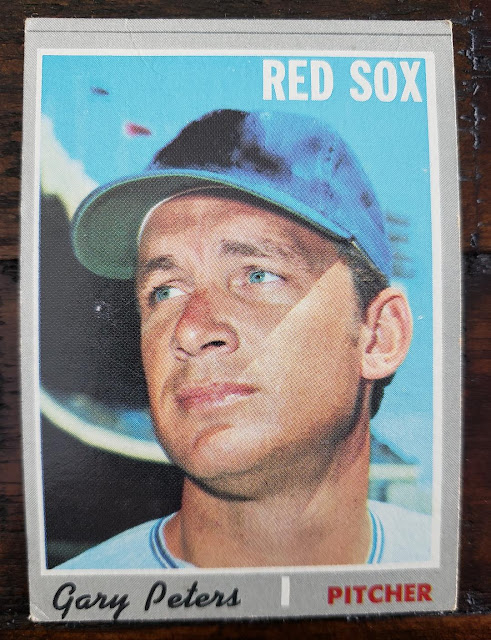 RED SOX
Gary Peters
PITCHER